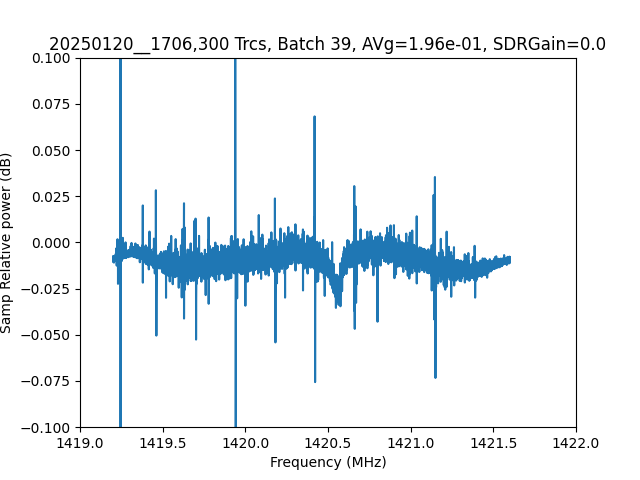 20250120__1706,300 Trcs, Batch 39, AVg=1.96e-01, SDRGain=0.0
0.100
0.075
0.050
0.025
0.000
−0.025
−0.050
−0.075
−0.100
Samp Relative power (dB)
1419.0 1419.5 1420.0 1420.5 1421.0 1421.5 1422.0
Frequency (MHz)